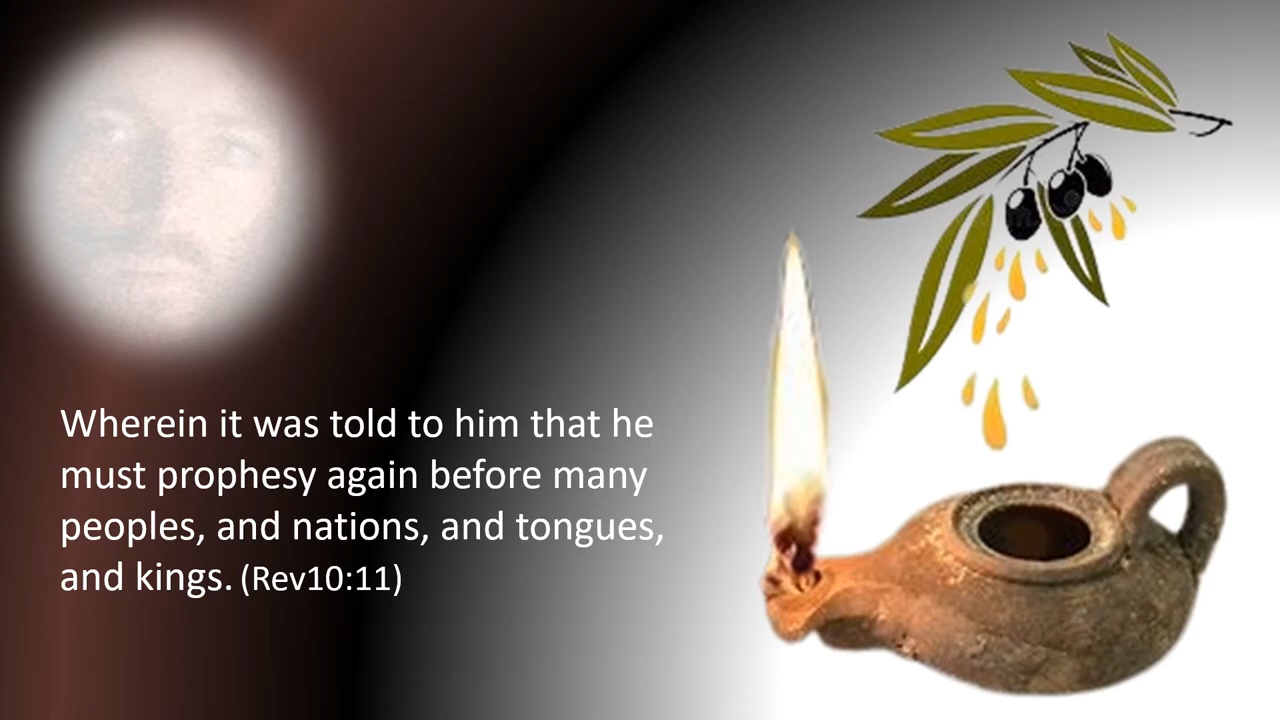 Wherein it was told to him that he
must prophesy again before many
peoples, and nations, and tongues,
and kings. (Rev10:11)